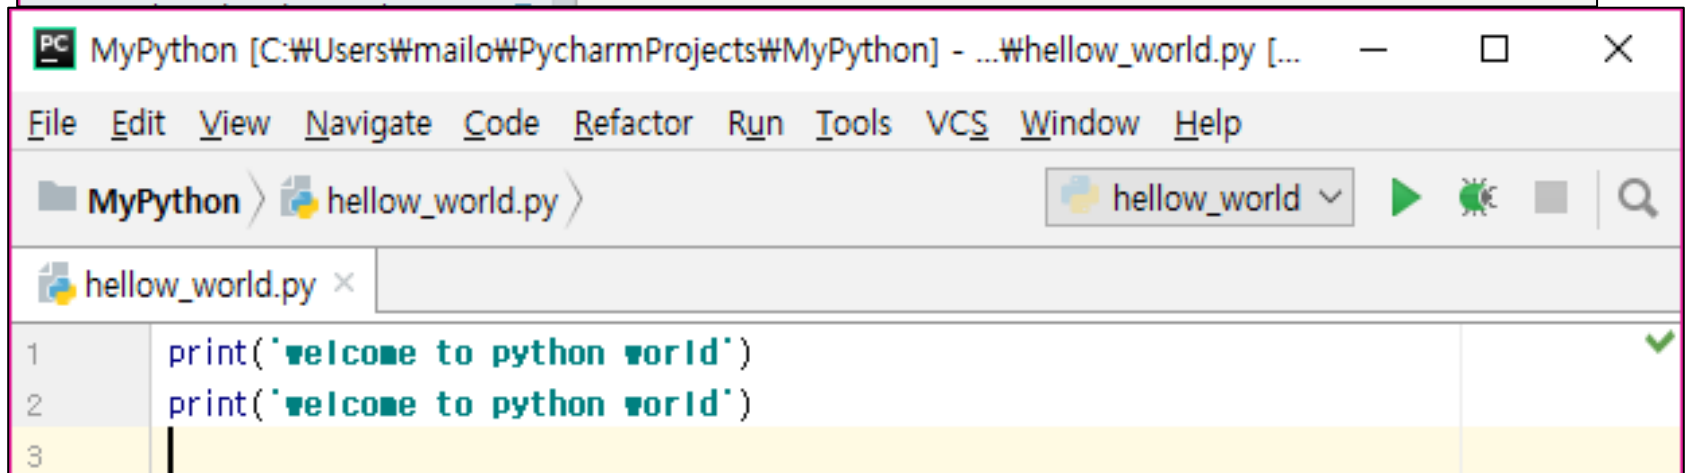 PC MyPython [C:₩Users₩mailo₩PycharmProjects₩MyPython] - ...₩hellow_world.py [...
File Edit View Navigate Code Refactor Run Tools VCS Window Help
MyPython hellow_world.py hellow_world
hellow_world.py
1 print('welcome to python world')
2 print('welcome to python world')
3